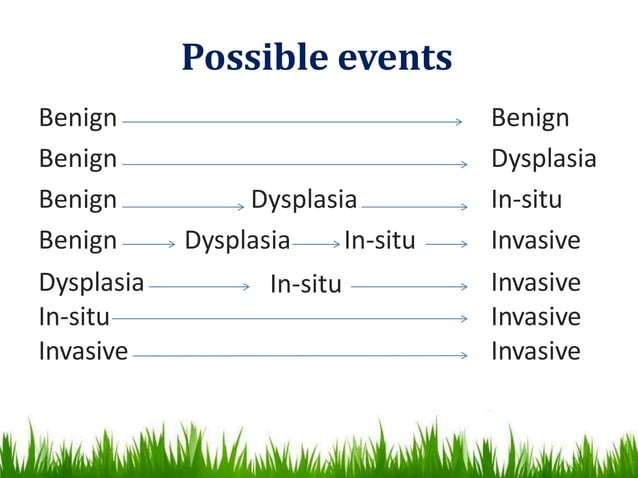 Possible events
Benign Benign
Benign Dysplasia
Benign Dysplasia In-situ
Benign Dysplasia In-situ Invasive
Dysplasia In-situ Invasive
In-situ Invasive
Invasive Invasive